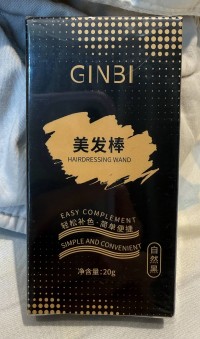 GINBI
美发棒
HAIRDRESSING WAND
EASY COMPLEMENT
轻松补色·简单便捷
SIMPLE AND CONVENIENT
净含量:20g
自然黑